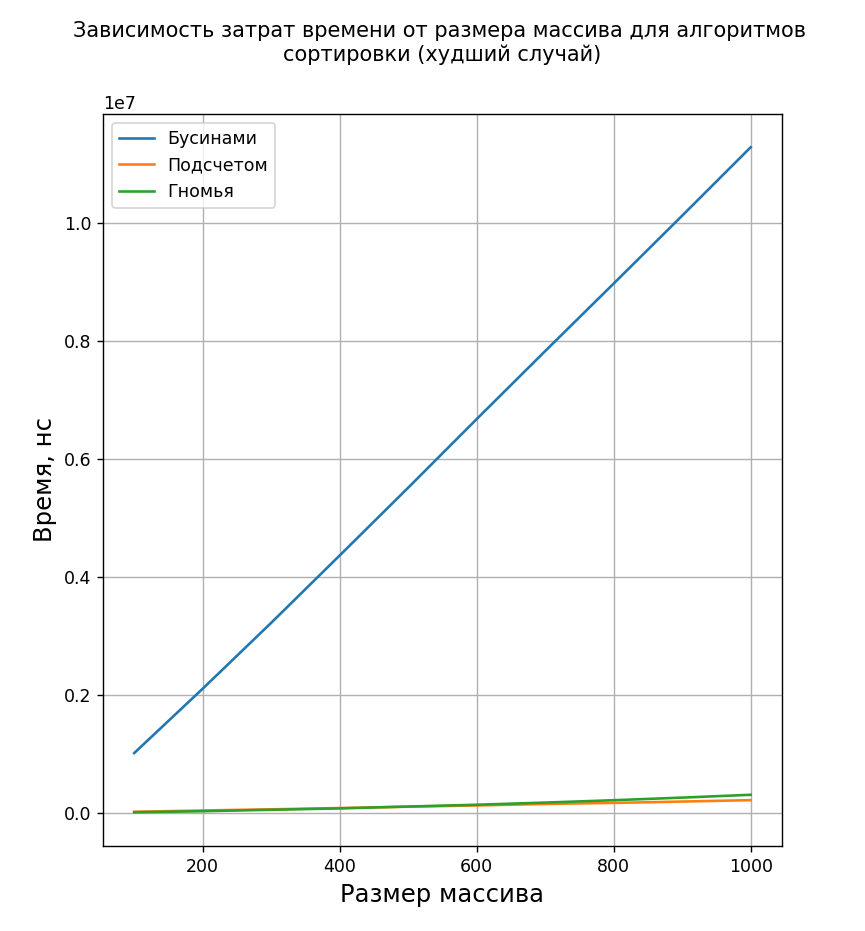 Зависимость затрат времени от размера массива для алгоритмов
сортировки (худший случай)
1e7
Бусинами
Подсчетом
Гномья
1.0
0.8
0.6
0.4
0.2
0.0
Время, нс
200 400 600 800 1000
Размер массива